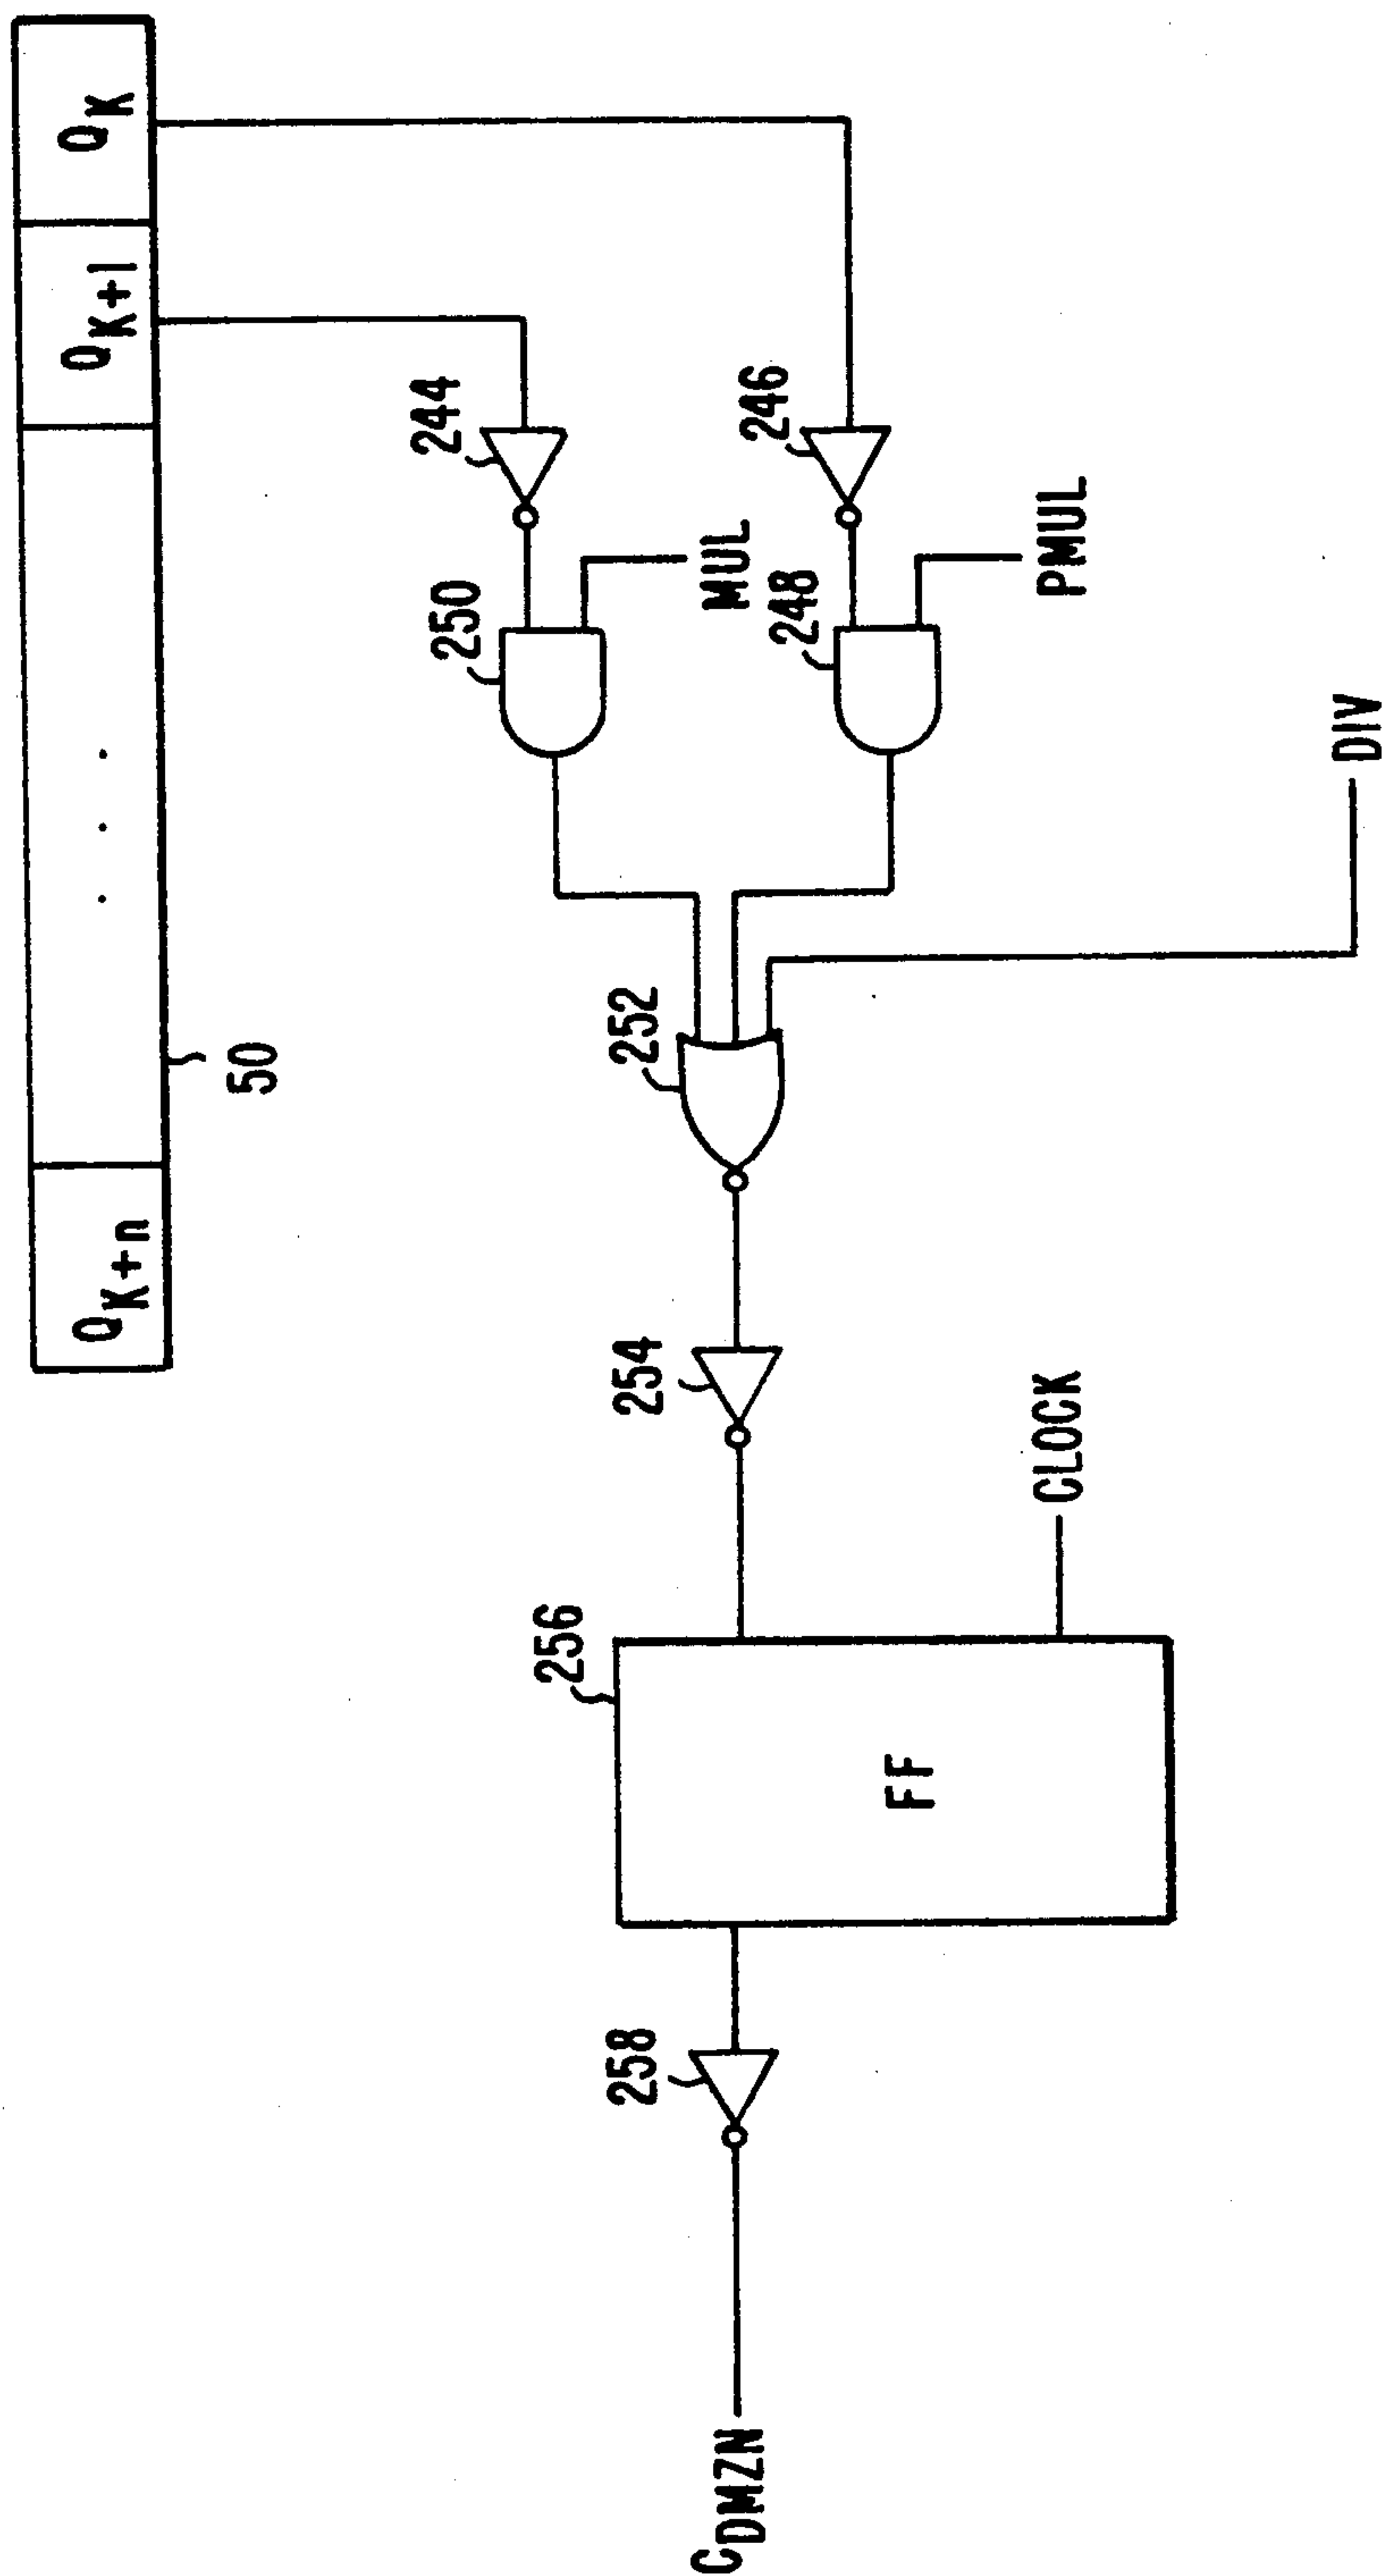 Q_K+n
. . .
Q_K+1
Q_K
50
244
246
250
MUL
248
PMUL
252
DIV
254
256
CLOCK
FF
258
C_DMZN